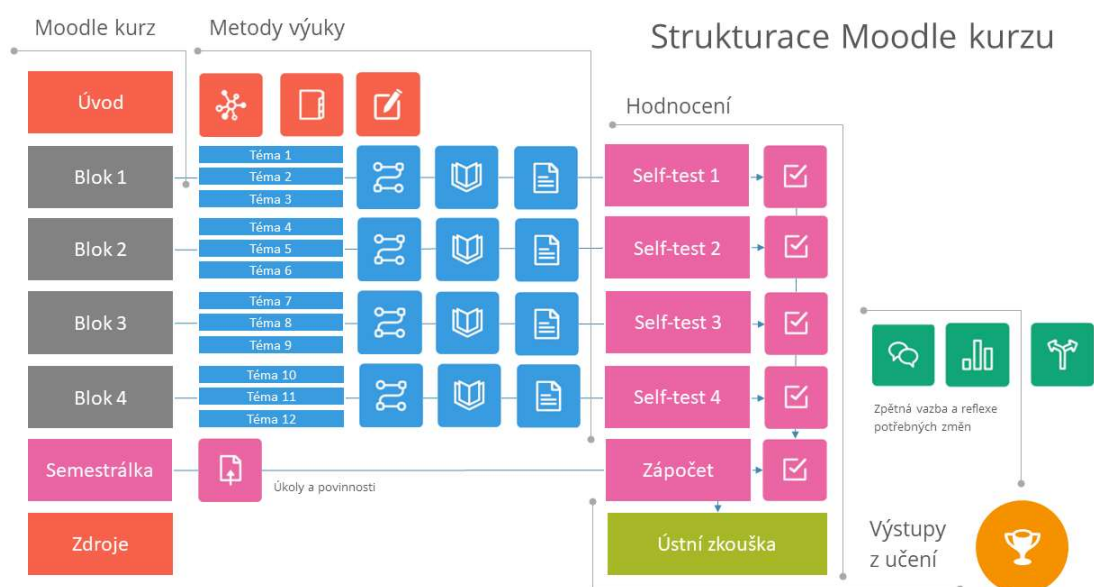 Moodle kurz
Metody výuky
Strukturace Moodle kurzu
Úvod
Hodnocení
Blok 1
Téma 1
Téma 2
Téma 3
Self-test 1
Blok 2
Téma 4
Téma 5
Téma 6
Self-test 2
Blok 3
Téma 7
Téma 8
Téma 9
Self-test 3
Blok 4
Téma 10
Téma 11
Téma 12
Self-test 4
Zpětná vazba a reflexe
potřebných změn
Semestrálka
Úkoly a povinnosti
Zápočet
Zdroje
Ústní zkouška
Výstupy
z učení